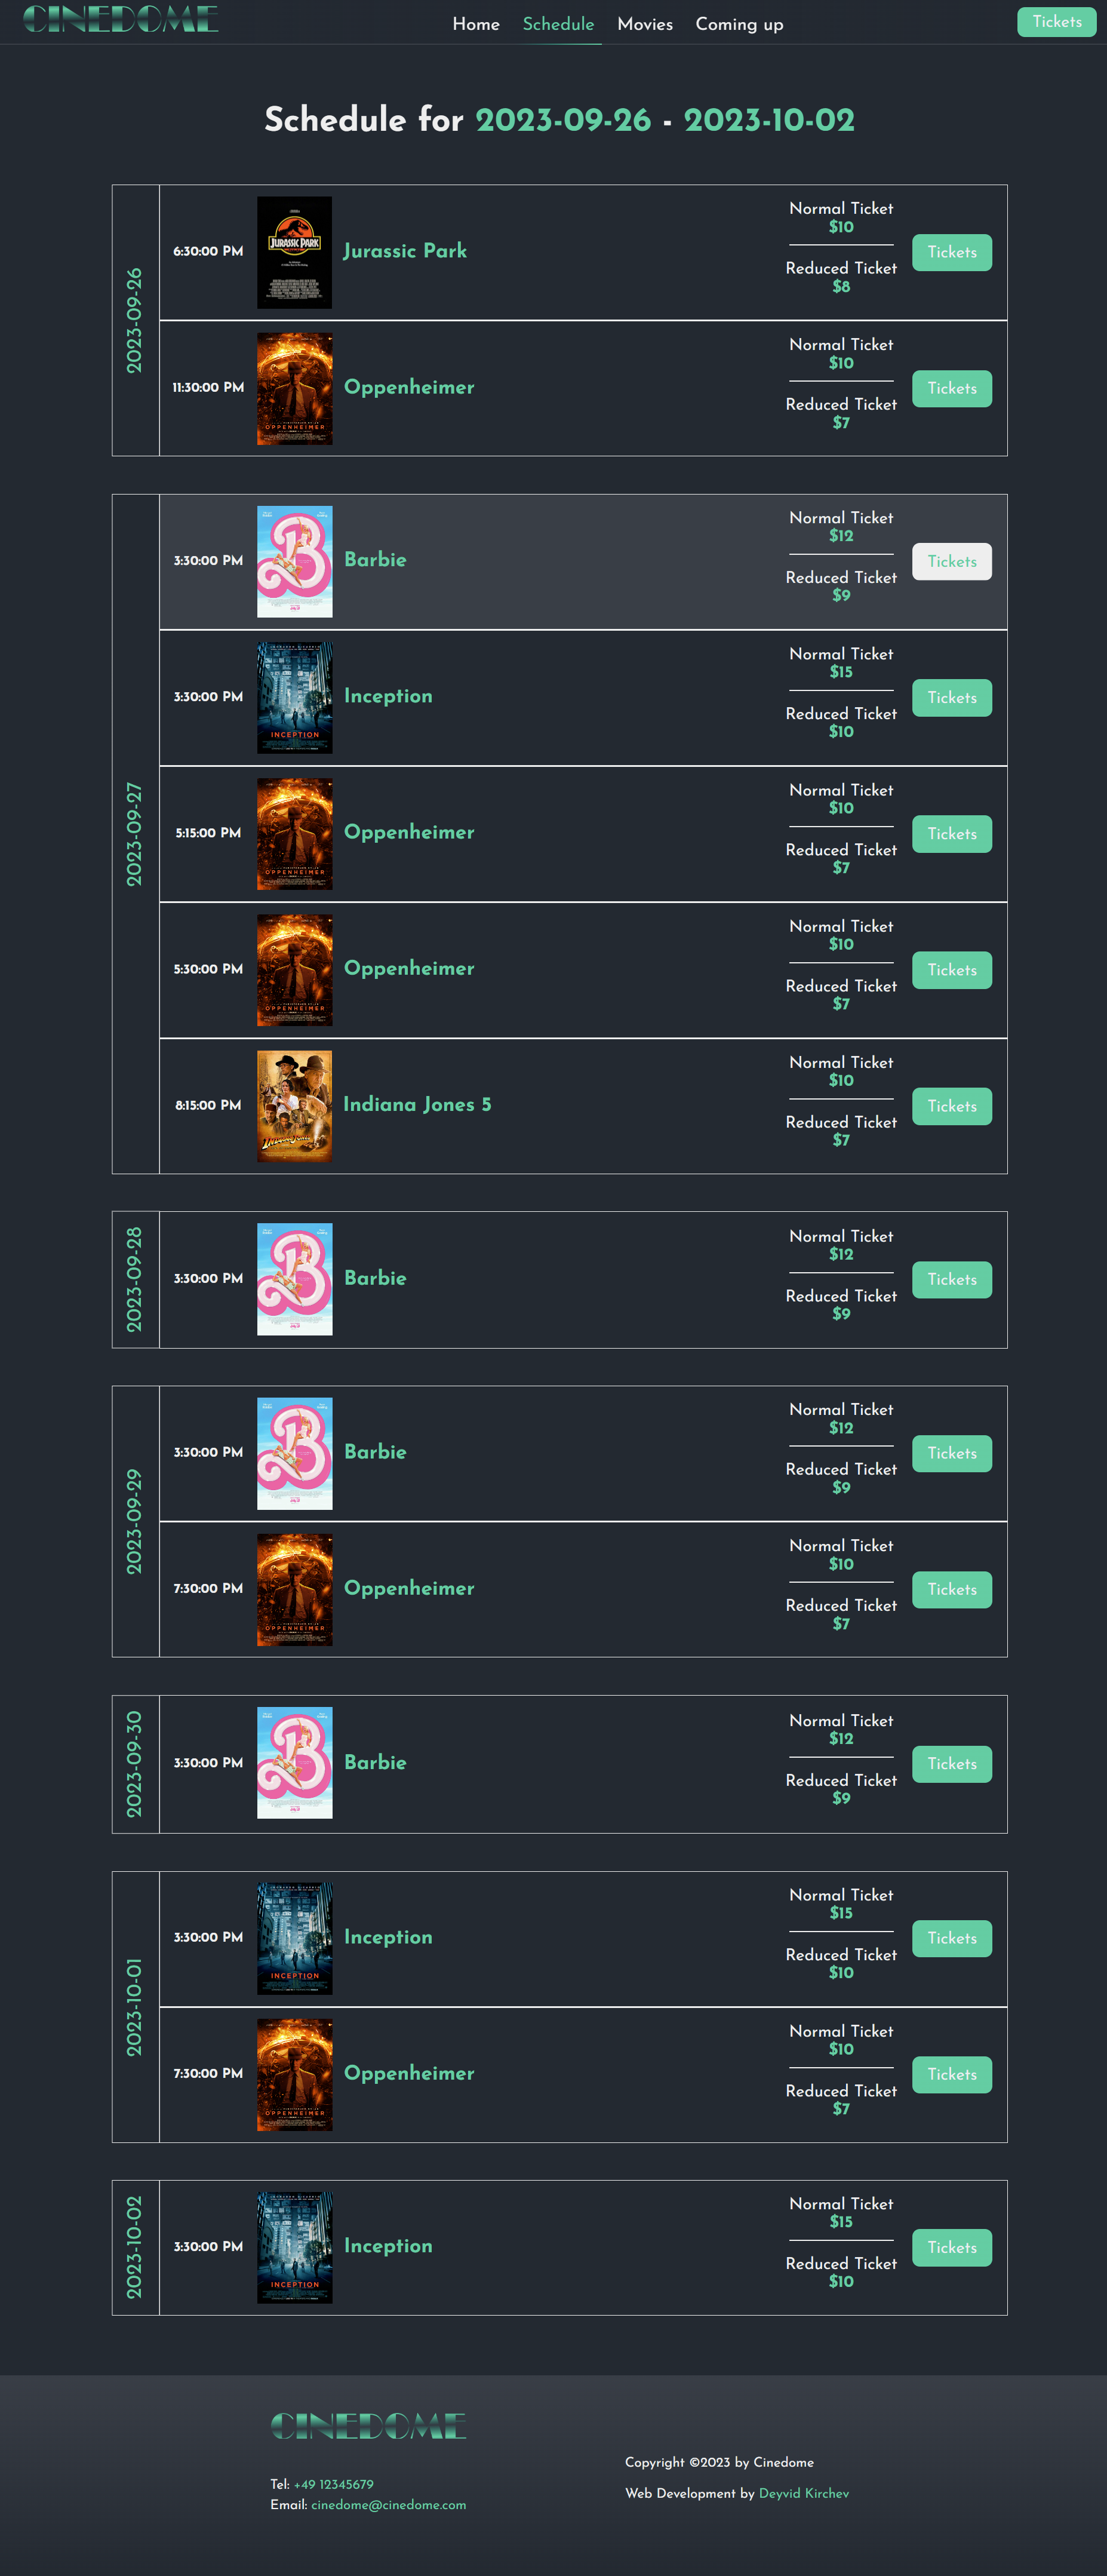 CINEDOME
Home Schedule Movies Coming up
Tickets
Schedule for 2023-09-26 - 2023-10-02
2023-09-26
6:30:00 PM
JURASSIC PARK
Jurassic Park
Normal Ticket
$10
Reduced Ticket
$8
Tickets
11:30:00 PM
OPPENHEIMER
Oppenheimer
Normal Ticket
$10
Reduced Ticket
$7
Tickets
2023-09-27
3:30:00 PM
B
Barbie
Normal Ticket
$12
Reduced Ticket
$9
Tickets
3:30:00 PM
INCEPTION
Inception
Normal Ticket
$15
Reduced Ticket
$10
Tickets
5:15:00 PM
OPPENHEIMER
Oppenheimer
Normal Ticket
$10
Reduced Ticket
$7
Tickets
5:30:00 PM
OPPENHEIMER
Oppenheimer
Normal Ticket
$10
Reduced Ticket
$7
Tickets
8:15:00 PM
Indiana Jones 5
Normal Ticket
$10
Reduced Ticket
$7
Tickets
2023-09-28
3:30:00 PM
B
Barbie
Normal Ticket
$12
Reduced Ticket
$9
Tickets
2023-09-29
3:30:00 PM
B
Barbie
Normal Ticket
$12
Reduced Ticket
$9
Tickets
7:30:00 PM
OPPENHEIMER
Oppenheimer
Normal Ticket
$10
Reduced Ticket
$7
Tickets
2023-09-30
3:30:00 PM
B
Barbie
Normal Ticket
$12
Reduced Ticket
$9
Tickets
2023-10-01
3:30:00 PM
INCEPTION
Inception
Normal Ticket
$15
Reduced Ticket
$10
Tickets
7:30:00 PM
OPPENHEIMER
Oppenheimer
Normal Ticket
$10
Reduced Ticket
$7
Tickets
2023-10-02
3:30:00 PM
INCEPTION
Inception
Normal Ticket
$15
Reduced Ticket
$10
Tickets
CINEDOME
Tel: +49 12345679
Email: cinedome@cinedome.com
Copyright ©2023 by Cinedome
Web Development by Deyvid Kirchev